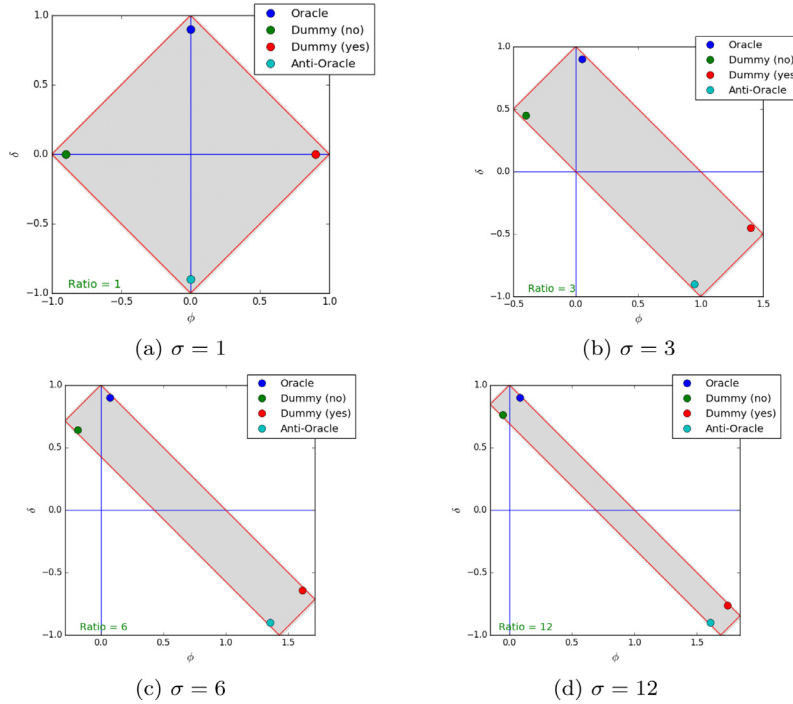 1.0
0.5
0.0
−0.5
−1.0
δ
−1.0 −0.5 0.0 0.5 1.0
ϕ
Oracle
Dummy (no)
Dummy (yes)
Anti-Oracle
Ratio = 1
(a) σ = 1
1.0
0.5
0.0
−0.5
−1.0
δ
−0.5 0.0 0.5 1.0 1.5
ϕ
Oracle
Dummy (no)
Dummy (yes
Anti-Oracle
Ratio = 3
(b) σ = 3
1.0
0.5
0.0
−0.5
−1.0
δ
0.0 0.5 1.0 1.5
ϕ
Oracle
Dummy (no)
Dummy (yes)
Anti-Oracle
Ratio = 6
(c) σ = 6
1.0
0.5
0.0
−0.5
−1.0
δ
0.0 0.5 1.0 1.5
ϕ
Oracle
Dummy (no)
Dummy (yes)
Anti-Oracle
Ratio = 12
(d) σ = 12